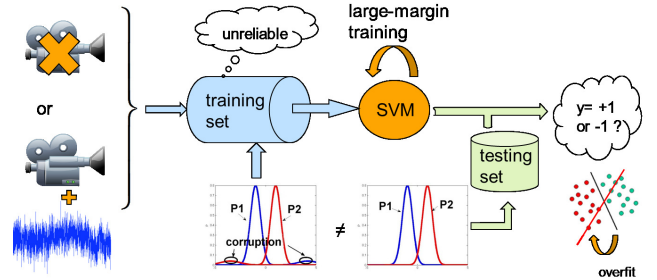 unreliable
large-margin
training
or
training
set
SVM
y= +1
or -1 ?
testing
set
P1
P2
corruption
≠
P1
P2
overfit